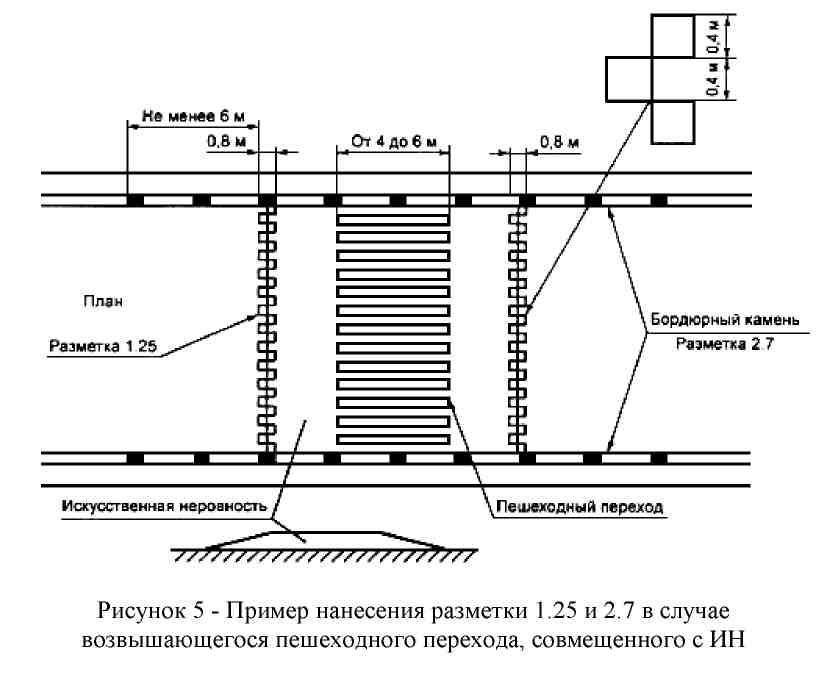 0,4 м
0,4 м
Не менее 6 м
0,8 м
От 4 до 6 м
0,8 м
План
Разметка 1.25
Бордюрный камень
Разметка 2.7
Искусственная неровность
Пешеходный переход
Рисунок 5 - Пример нанесения разметки 1.25 и 2.7 в случае
возвышающегося пешеходного перехода, совмещенного с ИН